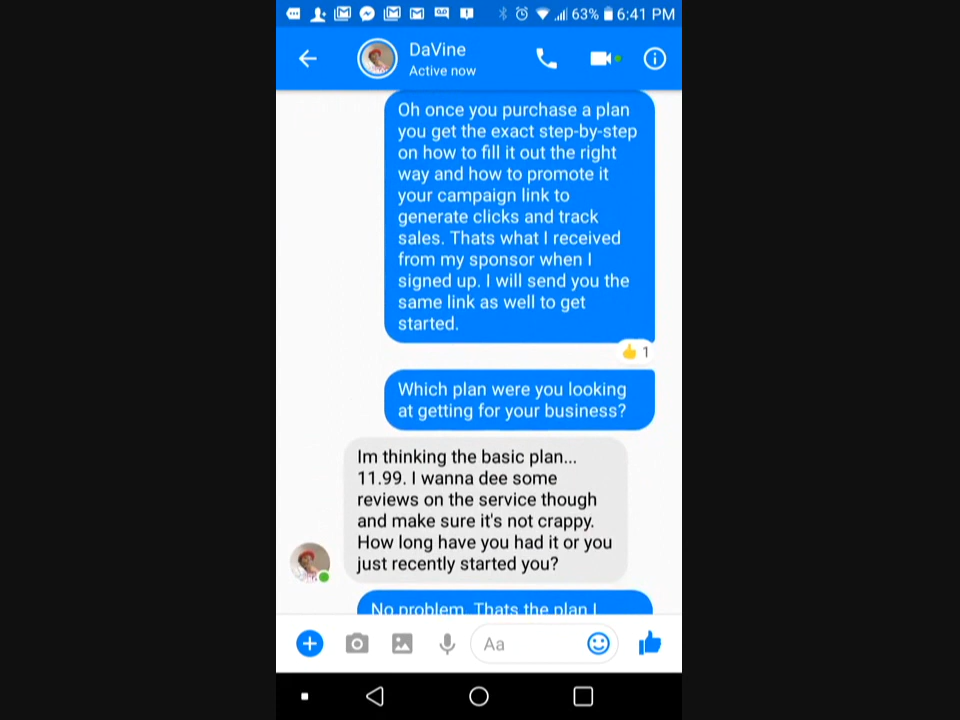 63% 6:41 PM
DaVine
Active now
Oh once you purchase a plan
you get the exact step-by-step
on how to fill it out the right
way and how to promote it
your campaign link to
generate clicks and track
sales. Thats what I received
from my sponsor when I
signed up. I will send you the
same link as well to get
started.
1
Which plan were you looking
at getting for your business?
Im thinking the basic plan...
11.99. I wanna dee some
reviews on the service though
and make sure it's not crappy.
How long have you had it or you
just recently started you?
No problem. Thats the plan I
Aa